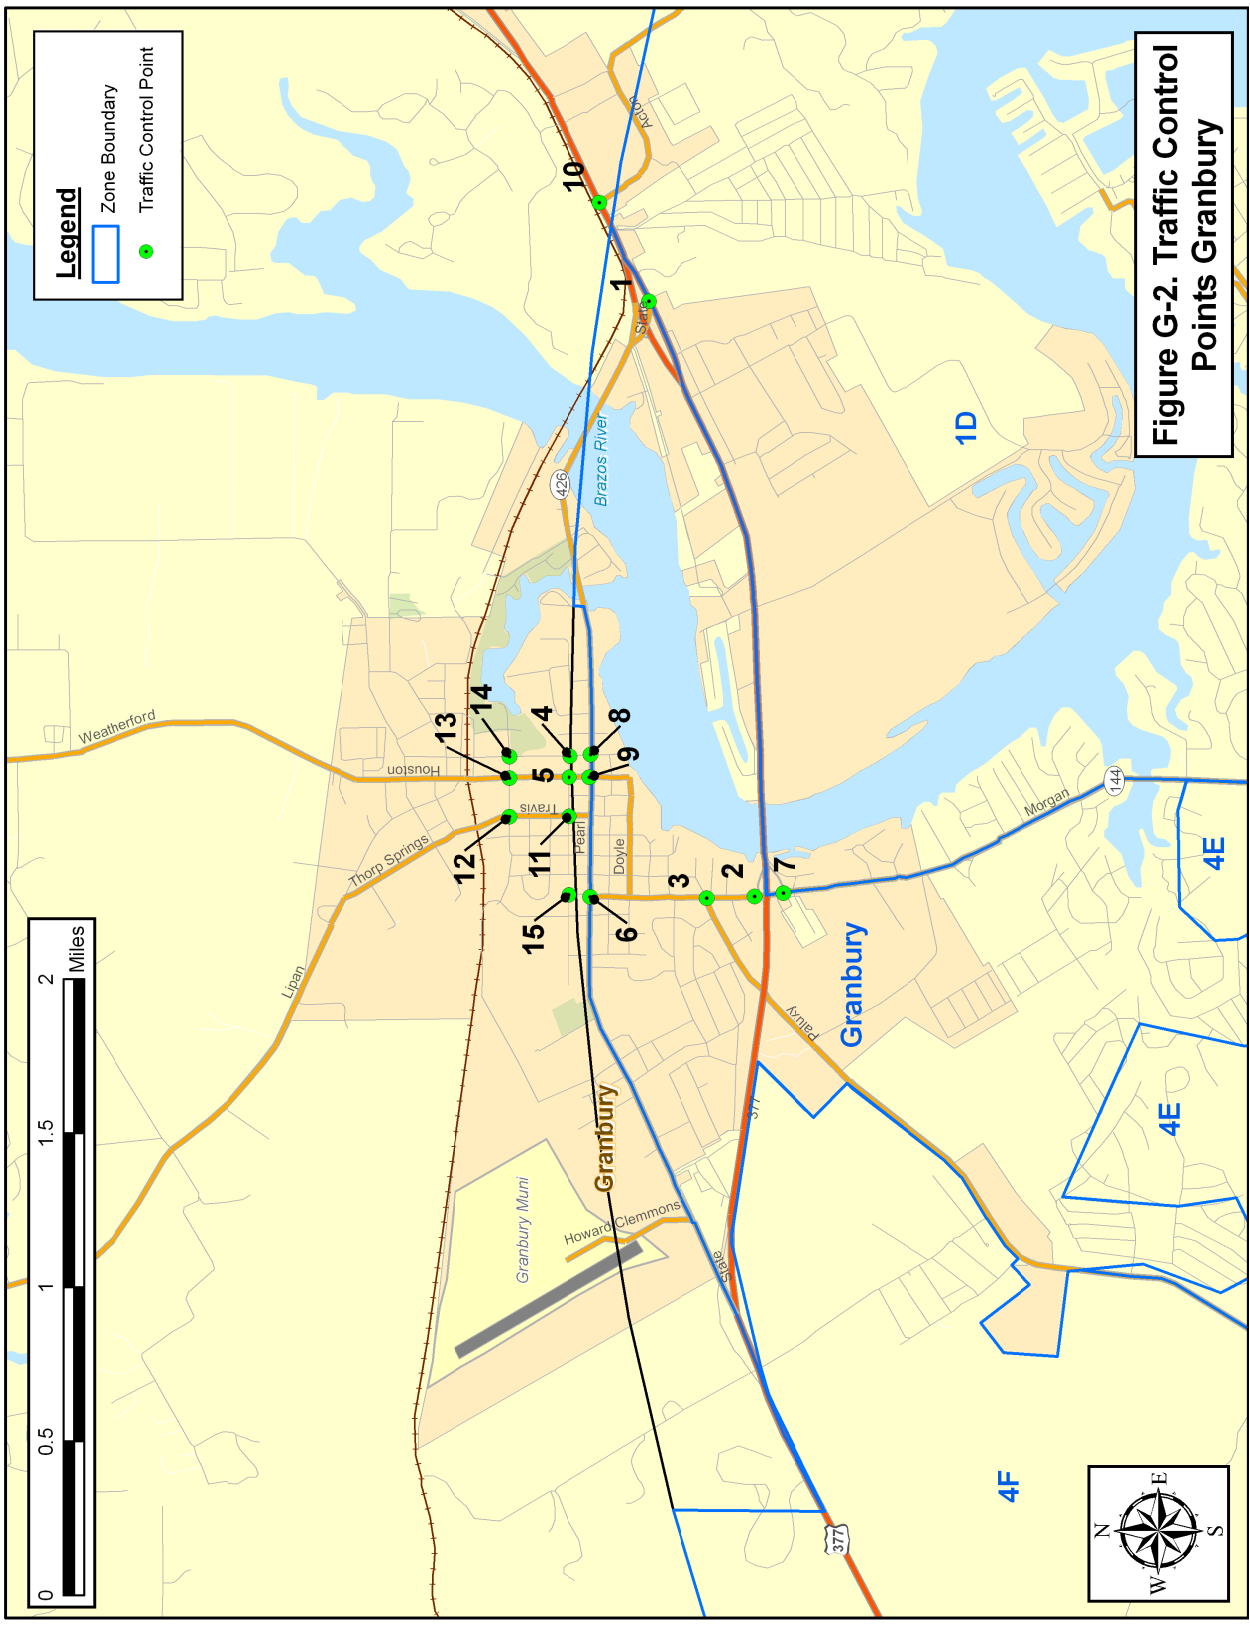 Figure G-2. Traffic Control
Points Granbury
Legend
Zone Boundary
Traffic Control Point
0
0.5
1
1.5
2
Miles
Lipan
Thorp Springs
Weatherford
Houston
Travis
Pearl
Doyle
13
14
12
4
5
11
8
9
15
6
3
2
7
1
10
Acton
State
426
Brazos River
1D
Granbury Muni
Howard Clemmons
Granbury
State
377
Paluxy
Granbury
Morgan
144
4E
4E
4F
377
N
W
E
S